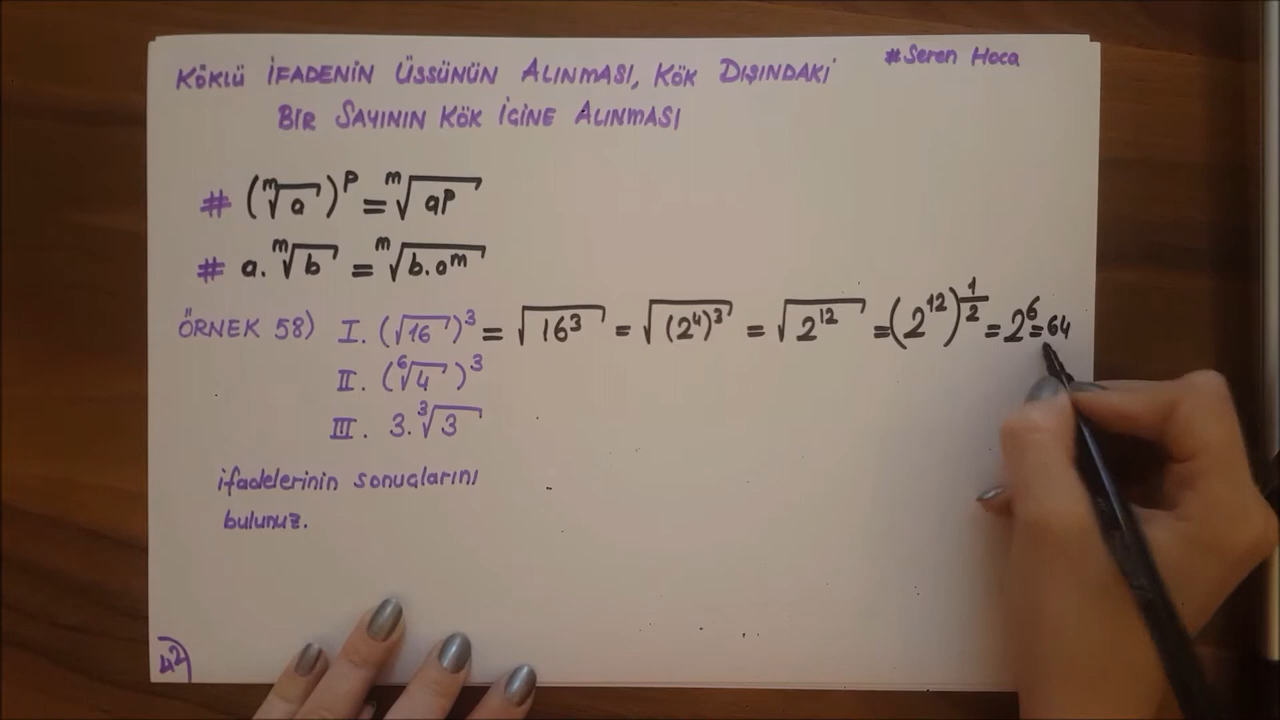 #Seren Hoca
KÖKLÜ İFADENİN ÜSSÜNÜN ALINMASI, KÖK DIŞINDAKİ
BİR SAYININ KÖK İÇİNE ALINMASI
# (ᵐ√a)ᵖ = ᵐ√aᵖ
# a.ᵐ√b = ᵐ√b.aᵐ
ÖRNEK 58) I. (√16)³ = √16³ = √(2⁴)³ = √2¹² = (2¹²)^(1/2) = 2⁶ = 64
II. (⁶√4)³
III. 3.³√3
ifadelerinin sonuçlarını
bulunuz.
42